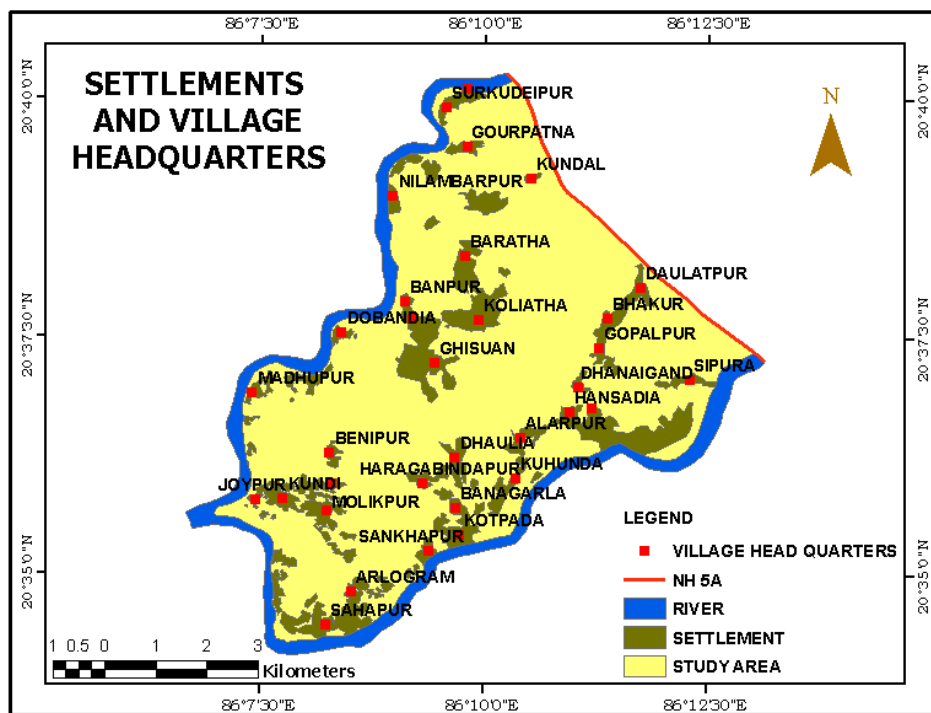 86°7'30"E 86°10'0"E 86°12'30"E
SETTLEMENTS
AND VILLAGE
HEADQUARTERS
N
20°40'0"N 20°40'0"N
SURKUDEIPUR
GOURPATNA
KUNDAL
NILAMBARPUR
BARATHA
DAULATPUR
BANPUR
KOLIATHA
BHAKUR
DOBANDIA
GOPALPUR
20°37'30"N 20°37'30"N
GHISUAN
SIPURA
DHANAIGAND
MADHUPUR
HANSADIA
ALARPUR
BENIPUR
DHAULIA
HARAGABINDAPUR
KUHUNDA
JOYPUR
KUNDI
BANAGARLA
MOLIKPUR
KOTPADA
SANKHAPUR
ARLOGRAM
SAHAPUR
20°35'0"N 20°35'0"N
LEGEND
VILLAGE HEAD QUARTERS
NH 5A
RIVER
SETTLEMENT
STUDY AREA
1 0.5 0 1 2 3
Kilometers
86°7'30"E 86°10'0"E 86°12'30"E